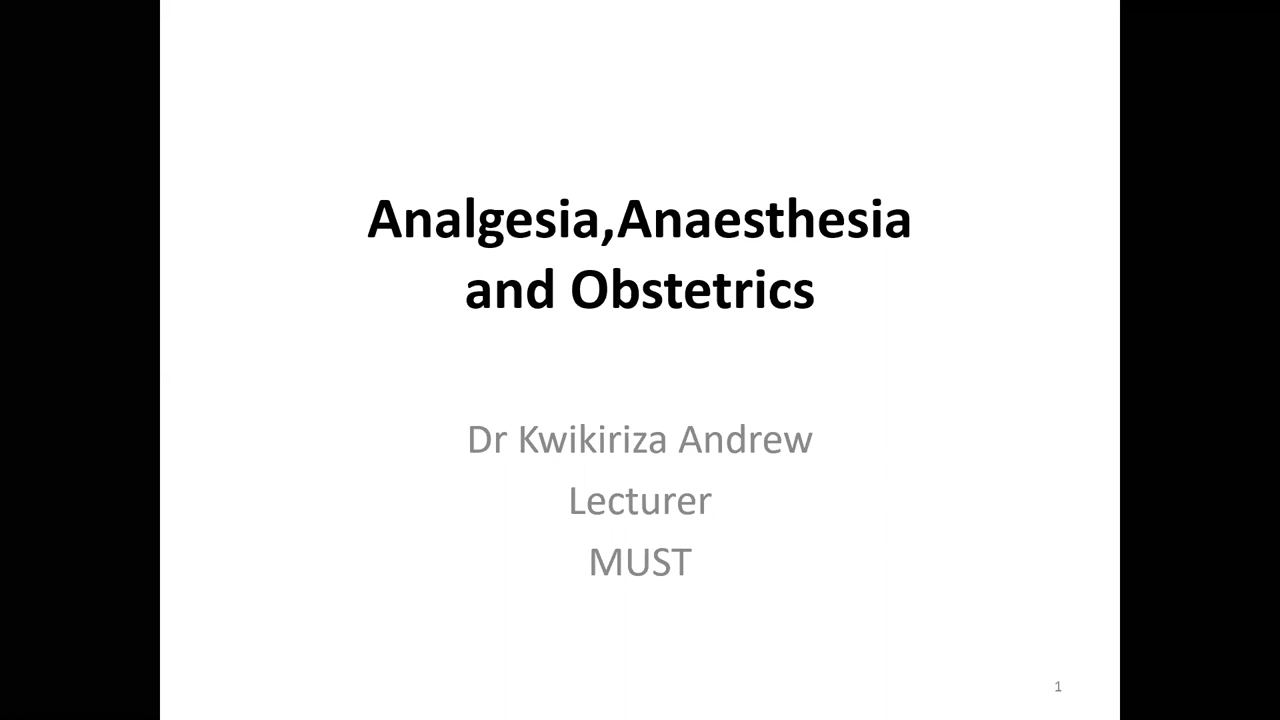 Analgesia,Anaesthesia
and Obstetrics
Dr Kwikiriza Andrew
Lecturer
MUST
1